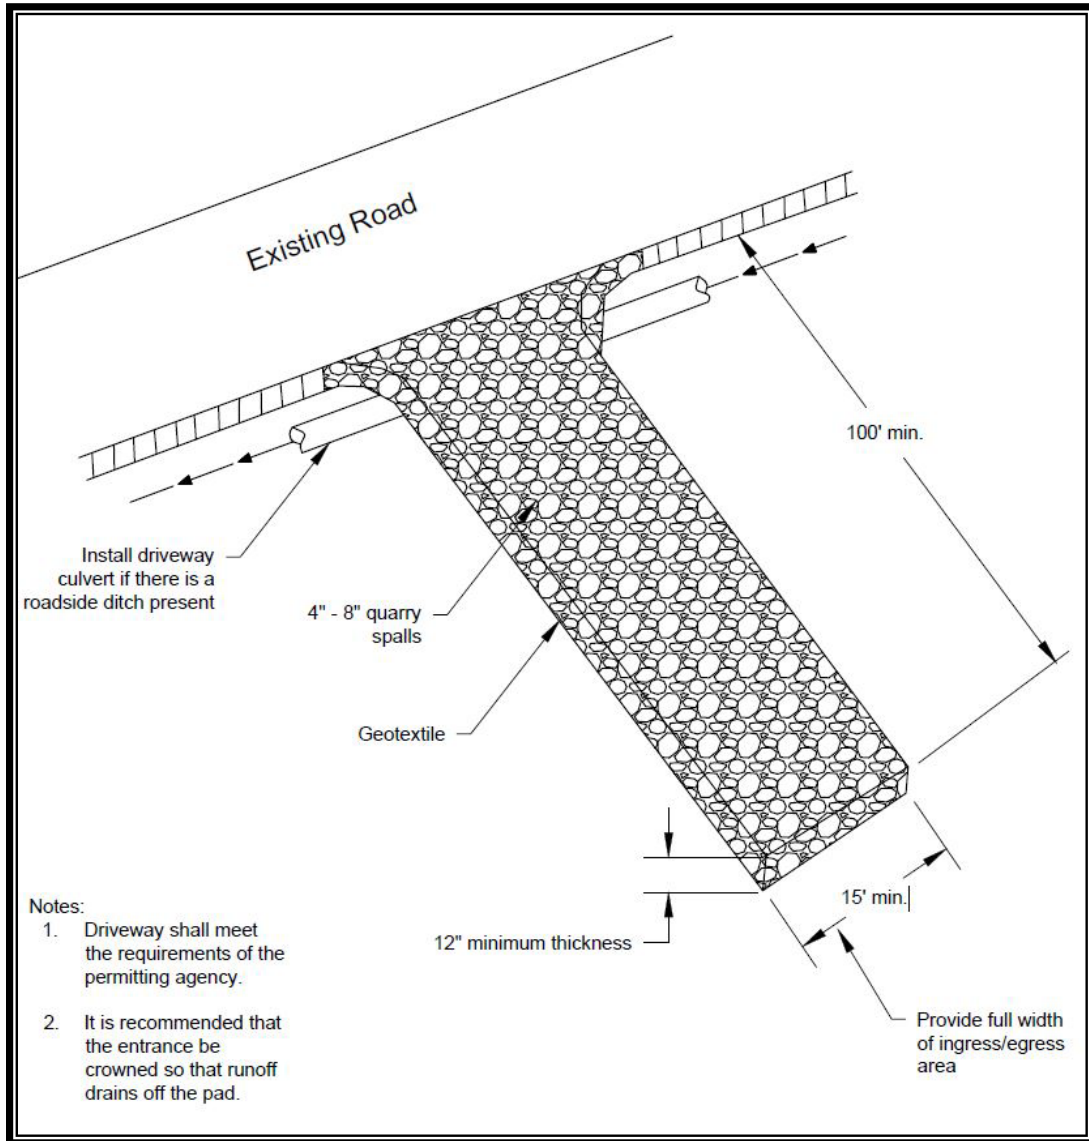 Existing Road
100' min.
Install driveway
culvert if there is a
roadside ditch present
4" - 8" quarry
spalls
Geotextile
15' min.
12" minimum thickness
Notes:
1. Driveway shall meet
the requirements of the
permitting agency.
2. It is recommended that
the entrance be
crowned so that runoff
drains off the pad.
Provide full width
of ingress/egress
area